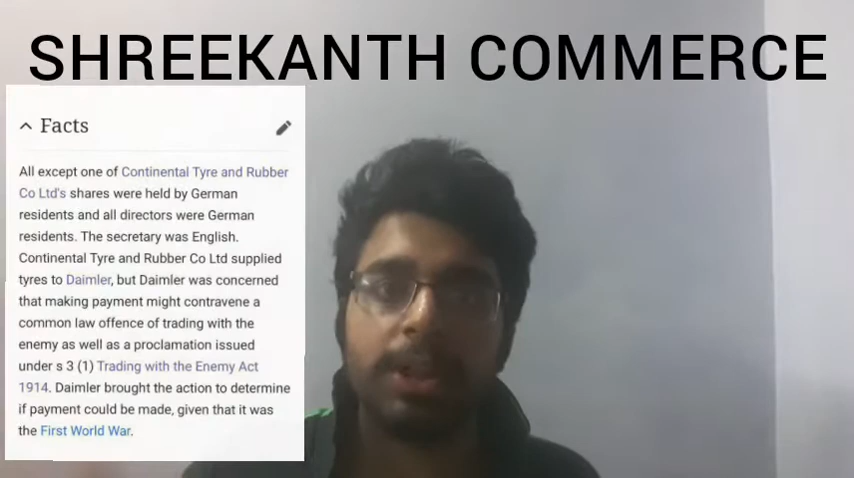 SHREEKANTH COMMERCE
Facts
All except one of Continental Tyre and Rubber
Co Ltd's shares were held by German
residents and all directors were German
residents. The secretary was English.
Continental Tyre and Rubber Co Ltd supplied
tyres to Daimler, but Daimler was concerned
that making payment might contravene a
common law offence of trading with the
enemy as well as a proclamation issued
under s 3 (1) Trading with the Enemy Act
1914. Daimler brought the action to determine
if payment could be made, given that it was
the First World War.